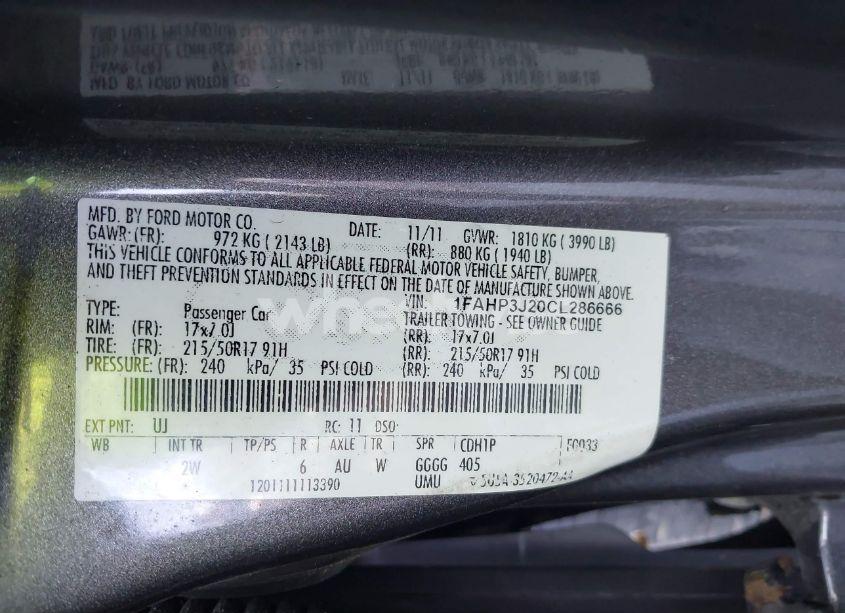 MFD. BY FORD MOTOR CO. DATE: 11/11 GVWR: 1810 KG ( 3990 LB)
GAWR: (FR): 972 KG ( 2143 LB) (RR): 880 KG ( 1940 LB)
THIS VEHICLE CONFORMS TO ALL APPLICABLE FEDERAL MOTOR VEHICLE SAFETY, BUMPER,
AND THEFT PREVENTION STANDARDS IN EFFECT ON THE DATE OF MANUFACTURE SHOWN ABOVE.
VIN: 1FAHP3J20CL286666
TYPE: Passenger Car TRAILER TOWING - SEE OWNER GUIDE
RIM: (FR): 17x7.0J (RR): 17x7.0J
TIRE: (FR): 215/50R17 91H (RR): 215/50R17 91H
PRESSURE: (FR): 240 kPa/ 35 PSI COLD (RR): 240 kPa/ 35 PSI COLD
EXT PNT: UJ RC: 11 DSO:
WB INT TR TP/PS R AXLE TR SPR CDH1P
2W 6 AU W GGGG 405
1201111113390 UMU